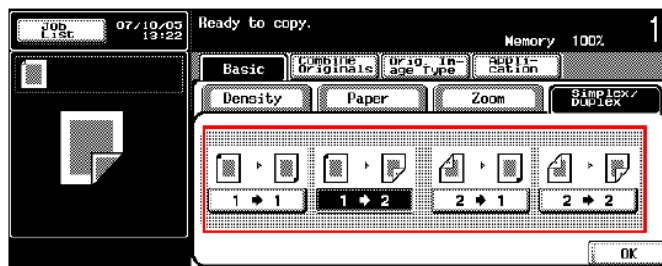 Job List
07/10/05
13:22
Ready to copy.
Memory 100%
1
Basic
Combine Originals
Orig. Image Type
Application
Density
Paper
Zoom
Simplex/Duplex
1 ➔ 1
1 ➔ 2
2 ➔ 1
2 ➔ 2
OK